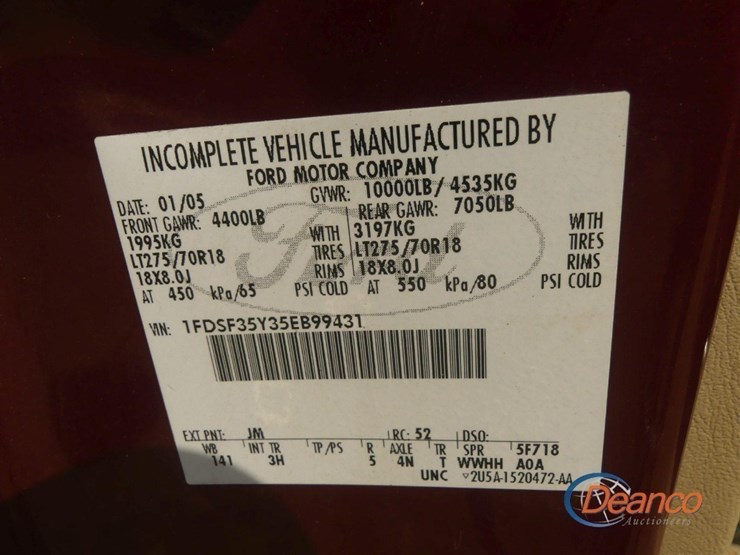 INCOMPLETE VEHICLE MANUFACTURED BY
FORD MOTOR COMPANY
DATE: 01/05 GVWR: 10000LB/ 4535KG
FRONT GAWR: 4400LB REAR GAWR: 7050LB
1995KG WITH 3197KG WITH
LT275/70R18 TIRES LT275/70R18 TIRES
18X8.0J RIMS 18X8.0J RIMS
AT 450 kPa/65 PSI COLD AT 550 kPa/80 PSI COLD
Ford
VIN: 1FDSF35Y35EB99431
EXT PNT: JM RC: 52 DSO:
WB INT TR TP/PS R AXLE TR SPR 5F718
141 3H 5 4N T WWHH A0A
UNC ▽2U5A-1520472-AA
Deanco
Auctioneers